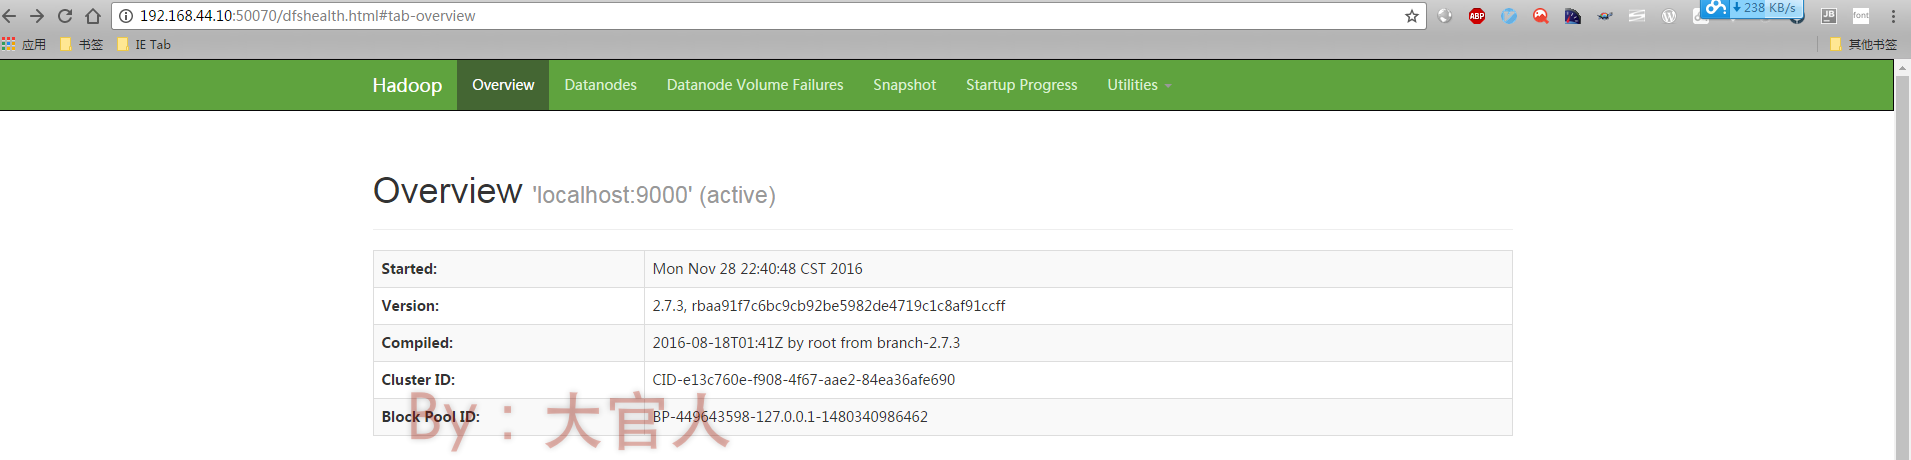 192.168.44.10:50070/dfshealth.html#tab-overview
ABP
238 KB/s
JB
font
应用 书签 IE Tab 其他书签
Hadoop Overview Datanodes Datanode Volume Failures Snapshot Startup Progress Utilities
Overview 'localhost:9000' (active)
Started: Mon Nov 28 22:40:48 CST 2016
Version: 2.7.3, rbaa91f7c6bc9cb92be5982de4719c1c8af91ccff
Compiled: 2016-08-18T01:41Z by root from branch-2.7.3
Cluster ID: CID-e13c760e-f908-4f67-aae2-84ea36afe690
Block Pool ID: BP-449643598-127.0.0.1-1480340986462
By：大官人